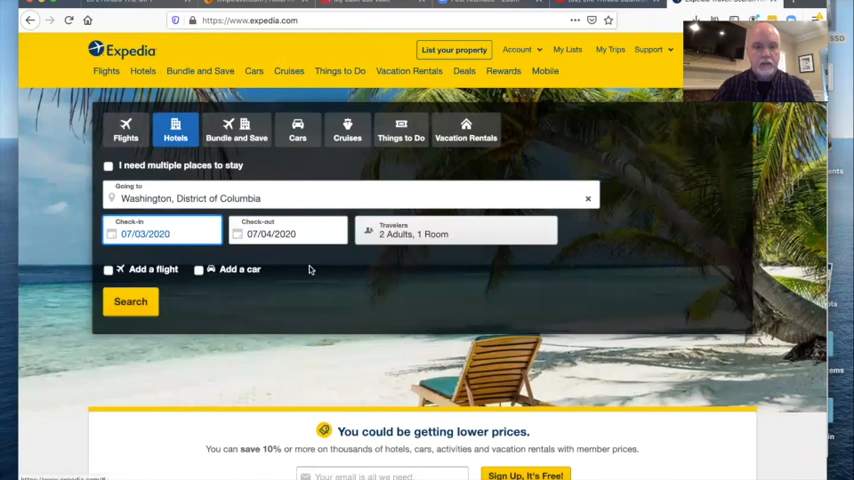 https://www.expedia.com
Expedia
List your property
Account
My Lists
My Trips
Support
Flights
Hotels
Bundle and Save
Cars
Cruises
Things to Do
Vacation Rentals
Deals
Rewards
Mobile
Flights
Hotels
Bundle and Save
Cars
Cruises
Things to Do
Vacation Rentals
I need multiple places to stay
Going to
Washington, District of Columbia
Check-in
07/03/2020
Check-out
07/04/2020
Travelers
2 Adults, 1 Room
Add a flight
Add a car
Search
You could be getting lower prices.
You can save 10% or more on thousands of hotels, cars, activities and vacation rentals with member prices.
Your email is all we need.
Sign Up, It's Free!